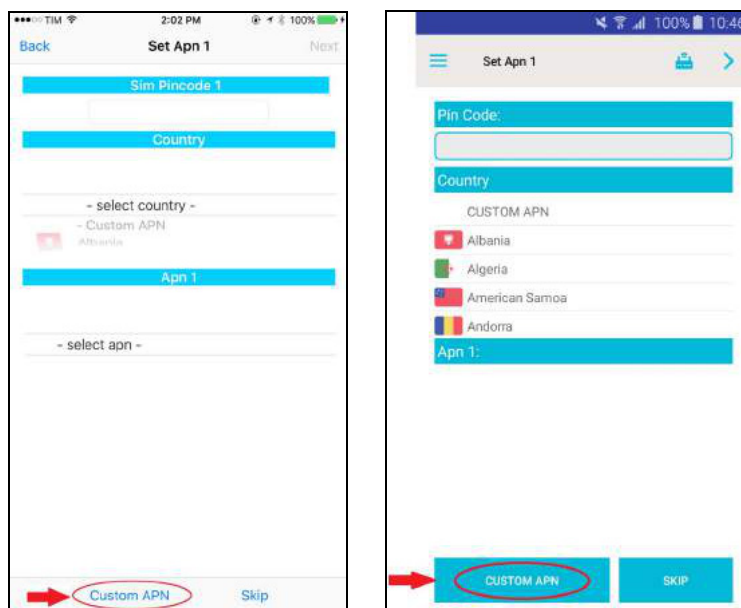 TIM 2:02 PM 100%
Back Set Apn 1 Next
Sim Pincode 1
Country
- select country -
- Custom APN
Albania
Apn 1
- select apn -
Custom APN Skip
100% 10:46
Set Apn 1
Pin Code:
Country
CUSTOM APN
Albania
Algeria
American Samoa
Andorra
Apn 1:
CUSTOM APN SKIP